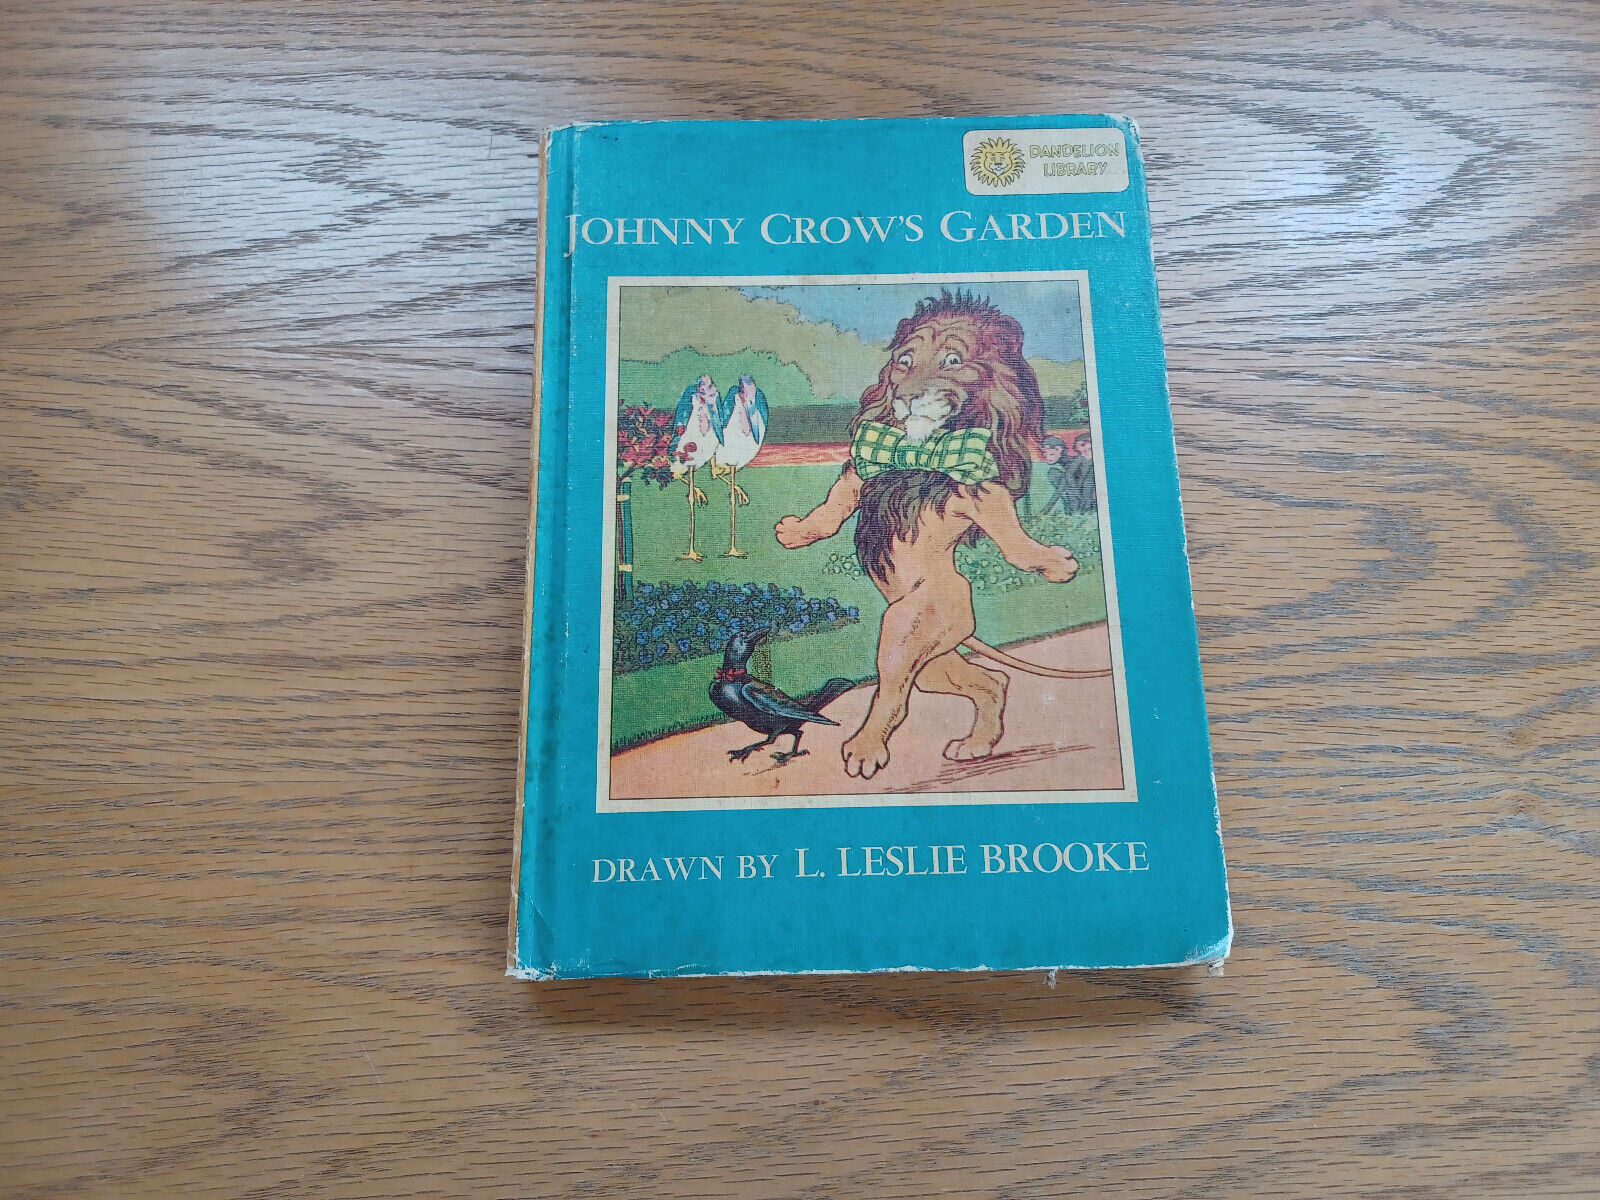 DANDELION
LIBRARY
JOHNNY CROW'S GARDEN
DRAWN BY L. LESLIE BROOKE